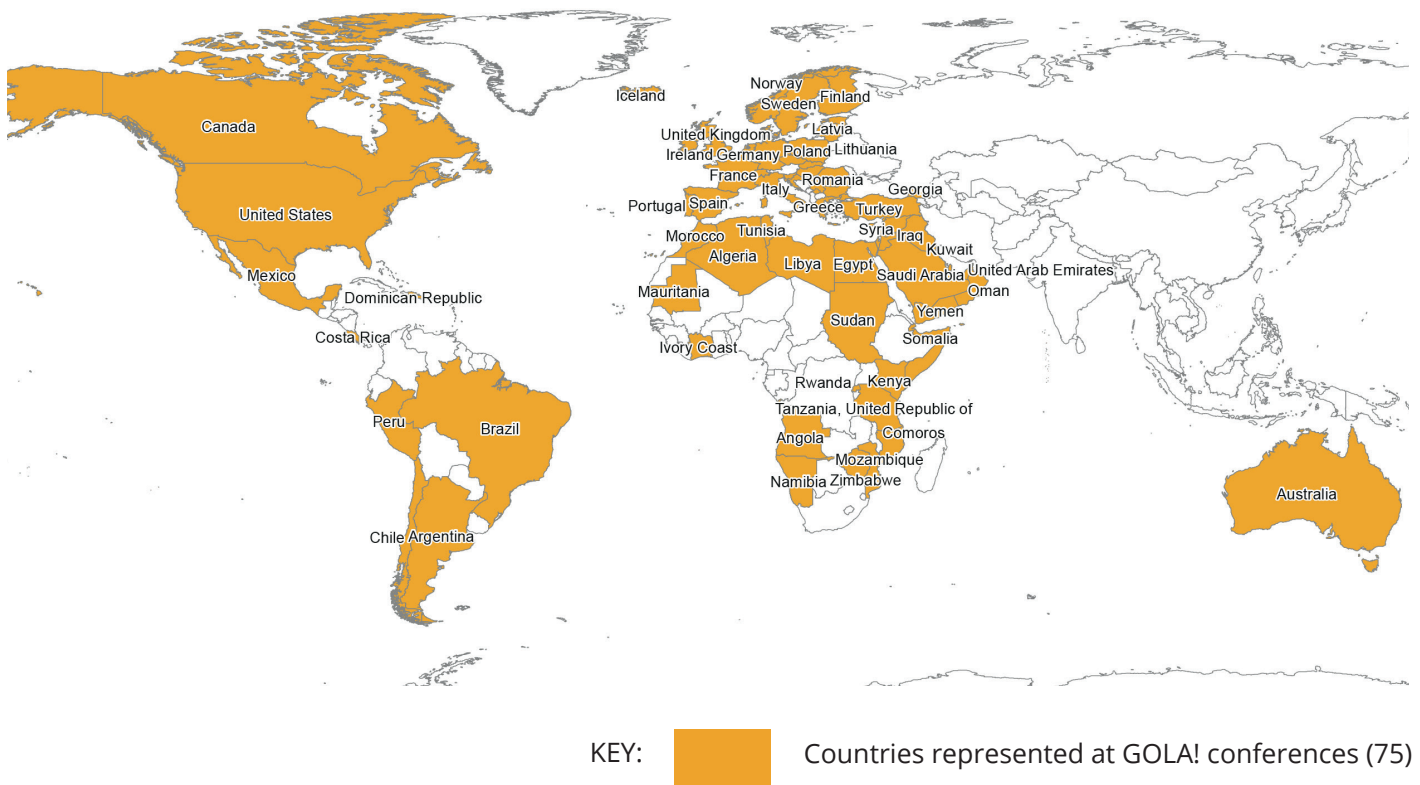 Norway
Iceland
Sweden Finland
Canada
United Kingdom Latvia
Ireland Germany Poland Lithuania
France Romania
Italy Georgia
Portugal Spain Greece Turkey
United States
Morocco Tunisia Syria Iraq
Algeria Libya Egypt Kuwait
Mexico Saudi Arabia United Arab Emirates
Dominican Republic Mauritania Oman
Sudan Yemen
Costa Rica Ivory Coast Somalia
Rwanda Kenya
Tanzania, United Republic of
Peru Brazil Angola Comoros
Mozambique
Namibia Zimbabwe
Australia
Chile Argentina
KEY: Countries represented at GOLA! conferences (75)